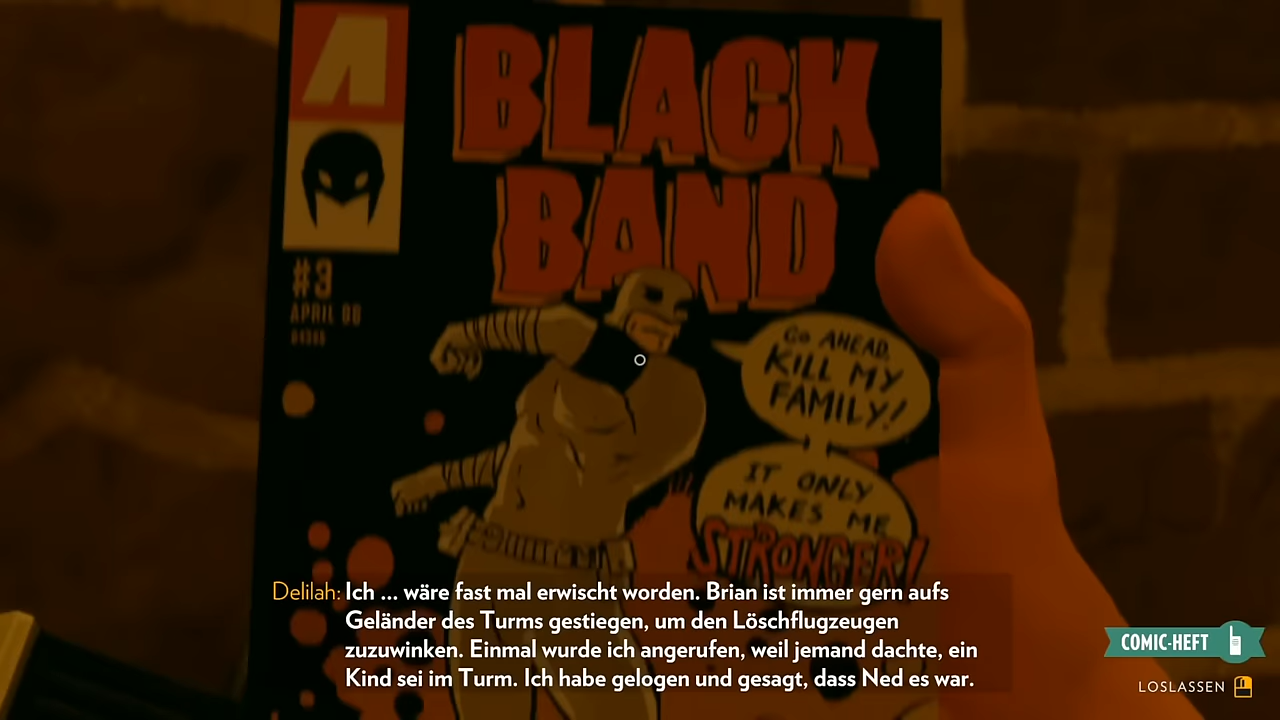 BLACK
BAND
#3
APRIL 88
GO AHEAD,
KILL MY
FAMILY!
IT ONLY
MAKES ME
STRONGER!
Delilah: Ich ... wäre fast mal erwischt worden. Brian ist immer gern aufs
Geländer des Turms gestiegen, um den Löschflugzeugen
zuzuwinken. Einmal wurde ich angerufen, weil jemand dachte, ein
Kind sei im Turm. Ich habe gelogen und gesagt, dass Ned es war.
COMIC-HEFT
LOSLASSEN